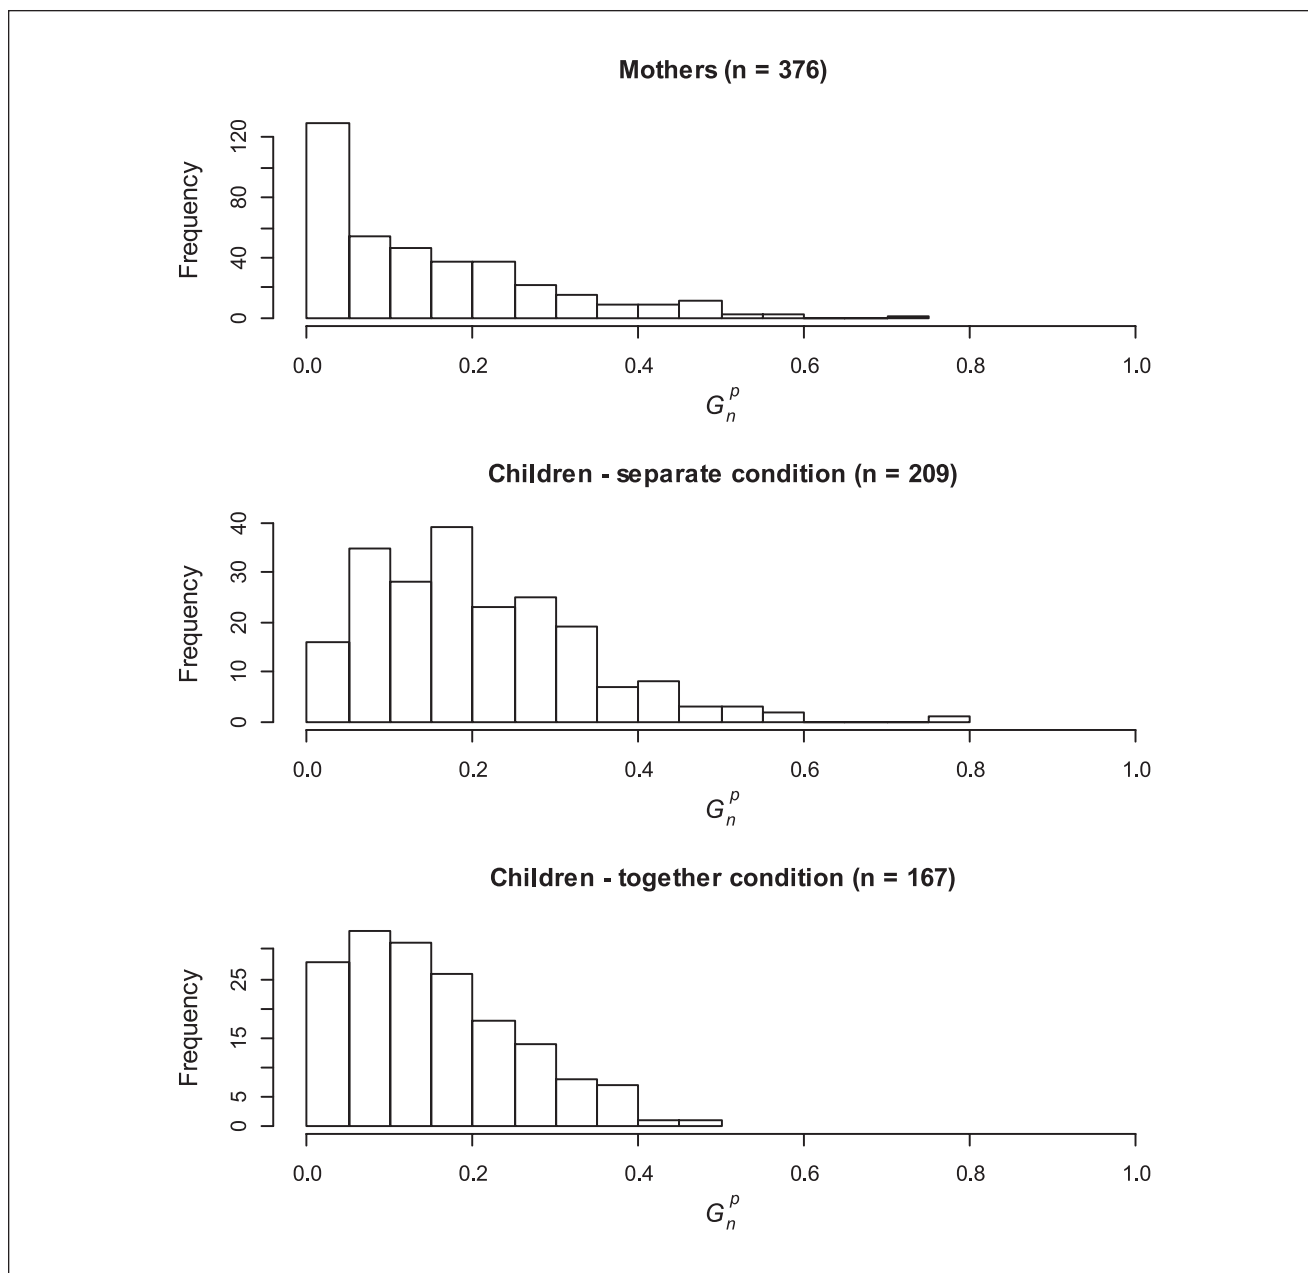 Mothers (n = 376)
Frequency
0 40 80 120
0.0 0.2 0.4 0.6 0.8 1.0
G_n^p
Children - separate condition (n = 209)
Frequency
0 10 20 30 40
0.0 0.2 0.4 0.6 0.8 1.0
G_n^p
Children - together condition (n = 167)
Frequency
0 5 15 25
0.0 0.2 0.4 0.6 0.8 1.0
G_n^p